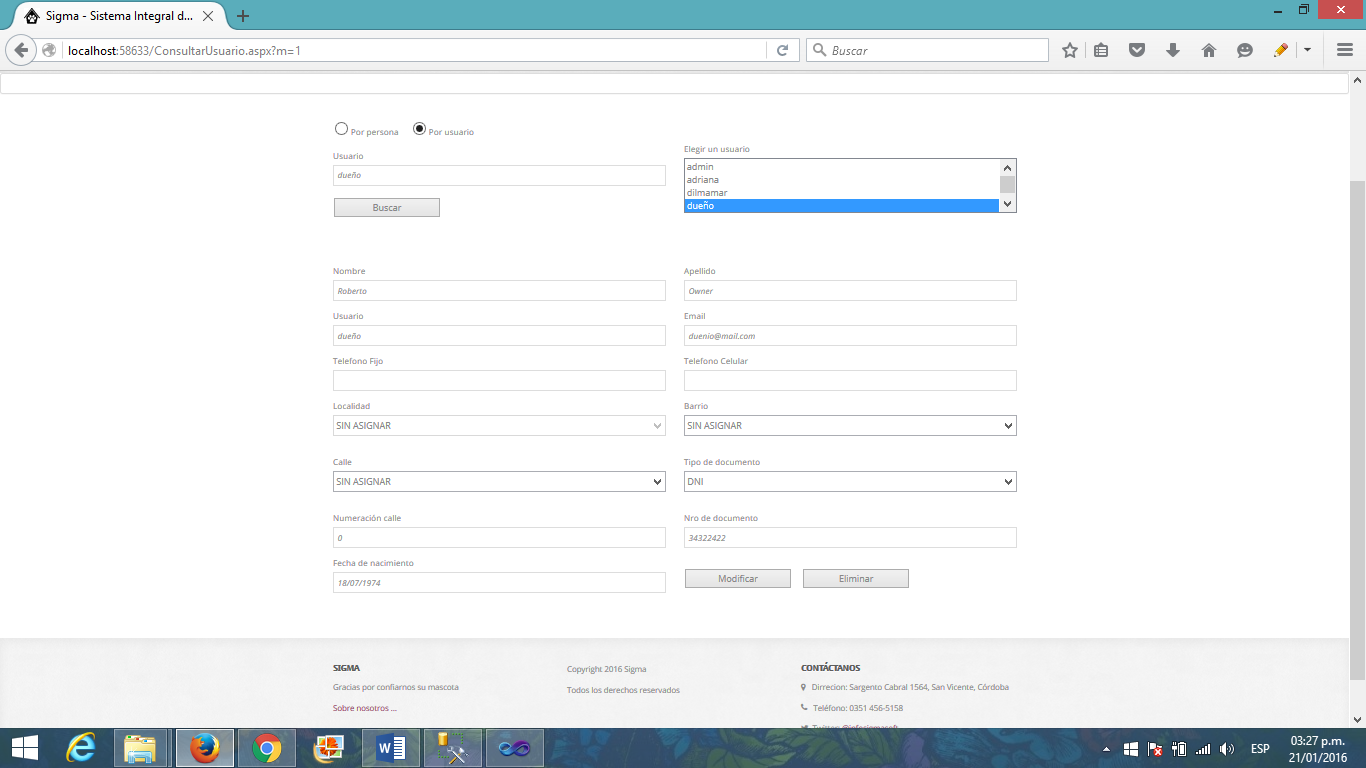 Sigma - Sistema Integral d...
localhost:58633/ConsultarUsuario.aspx?m=1
Buscar
Por persona
Por usuario
Usuario
dueño
Buscar
Elegir un usuario
admin
adriana
dilmamar
dueño
Nombre
Apellido
Roberto
Owner
Usuario
Email
dueño
duenio@mail.com
Telefono Fijo
Telefono Celular
Localidad
Barrio
SIN ASIGNAR
SIN ASIGNAR
Calle
Tipo de documento
SIN ASIGNAR
DNI
Numeración calle
Nro de documento
0
34322422
Fecha de nacimiento
18/07/1974
Modificar
Eliminar
SIGMA
Gracias por confiarnos su mascota
Sobre nosotros ...
Copyright 2016 Sigma
Todos los derechos reservados
CONTÁCTANOS
Dirrecion: Sargento Cabral 1564, San Vicente, Córdoba
Teléfono: 0351 456-5158
ESP
03:27 p.m.
21/01/2016